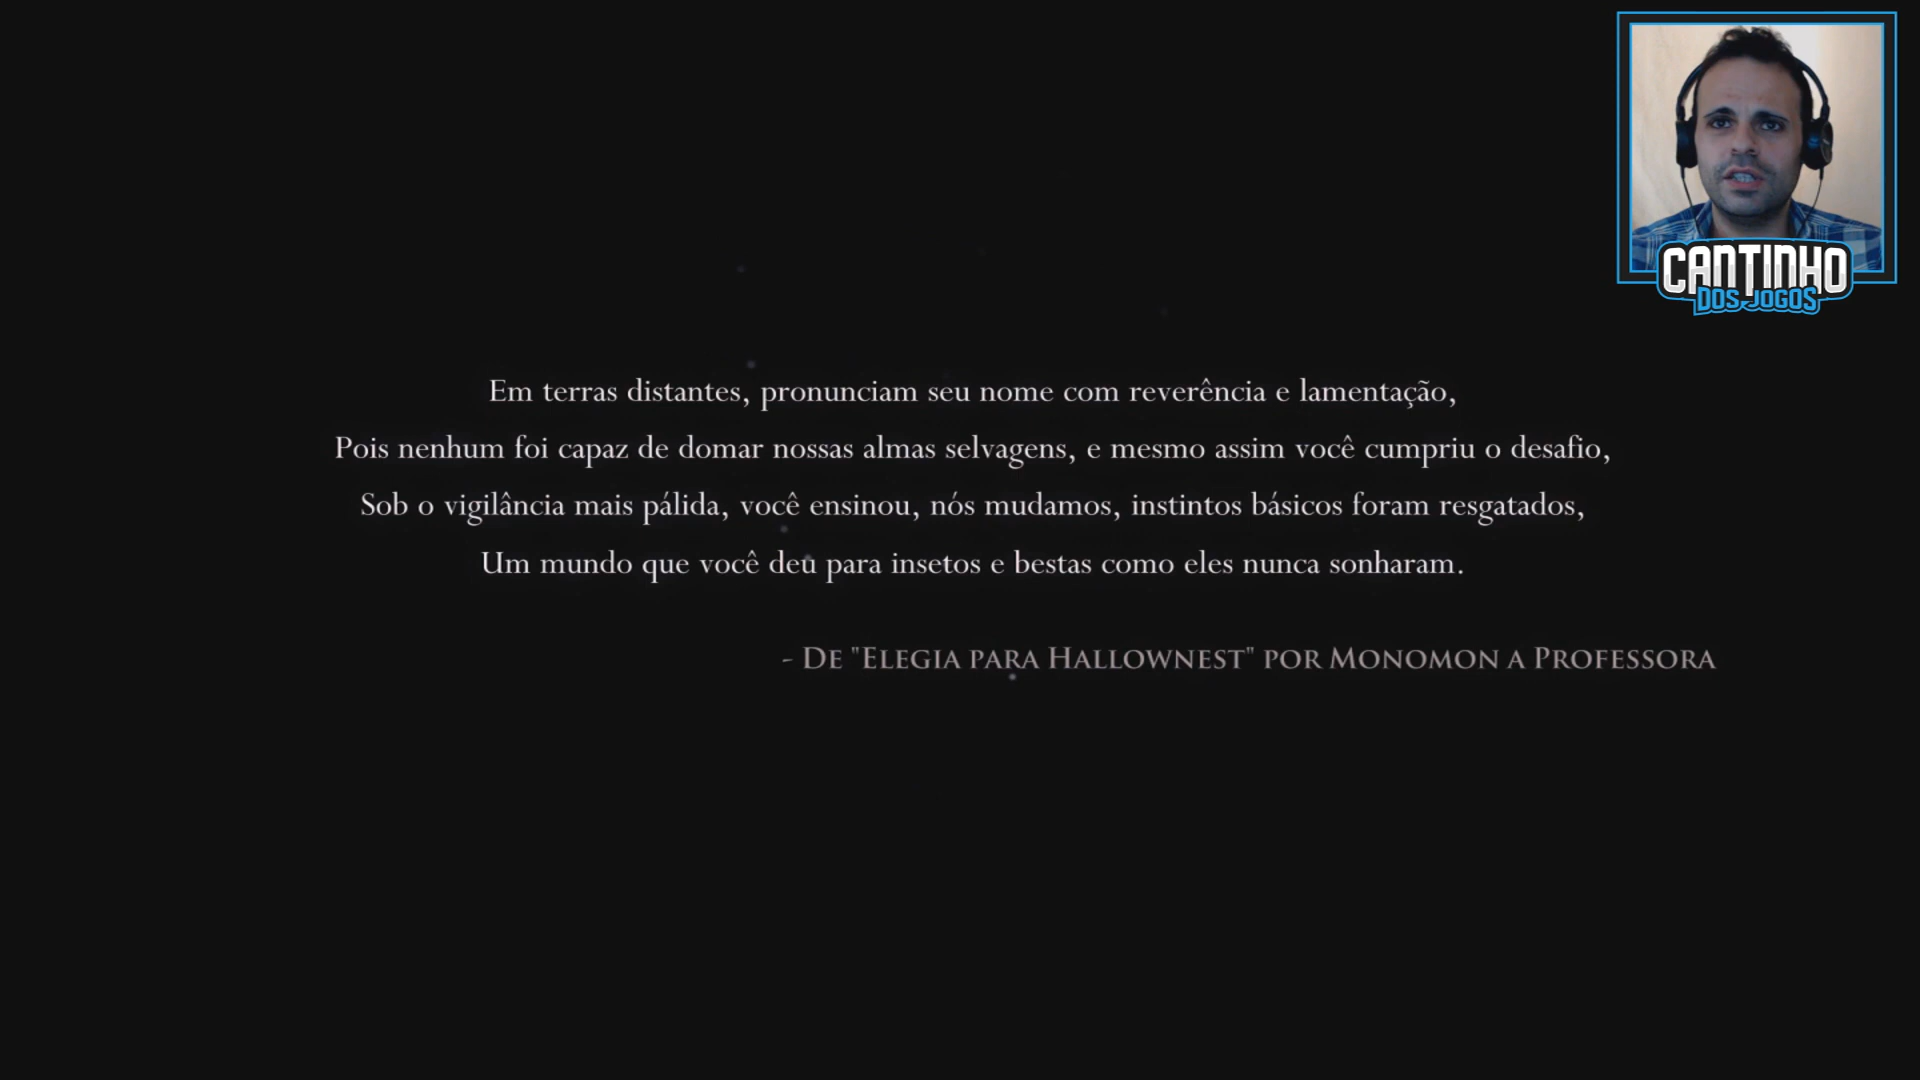 CANTINHO
DOS JOGOS
Em terras distantes, pronunciam seu nome com reverência e lamentação,
Pois nenhum foi capaz de domar nossas almas selvagens, e mesmo assim você cumpriu o desafio,
Sob o vigilância mais pálida, você ensinou, nós mudamos, instintos básicos foram resgatados,
Um mundo que você deu para insetos e bestas como eles nunca sonharam.
- De "Elegia para Hallownest" por Monomon a Professora